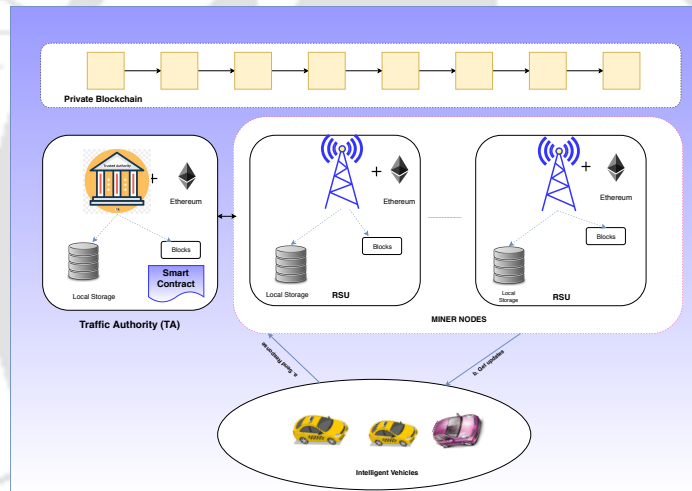 Private Blockchain
Trusted Authority
Ethereum
Blocks
Local Storage
Smart
Contract
Traffic Authority (TA)
Ethereum
Blocks
Local Storage
RSU
Ethereum
Blocks
Local
Storage
RSU
MINER NODES
a. Send Response
b. Get updates
Intelligent Vehicles